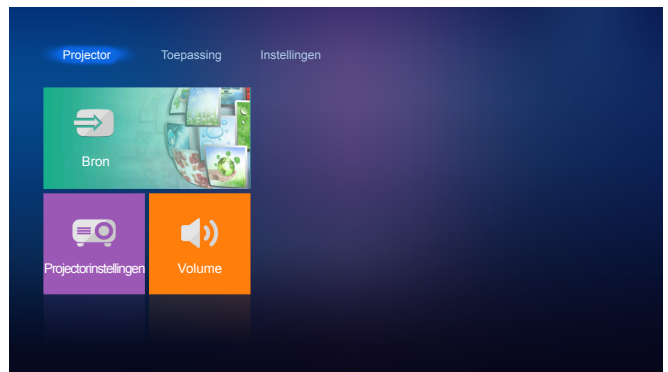 Projector
Toepassing
Instellingen
Bron
Projectorinstellingen
Volume